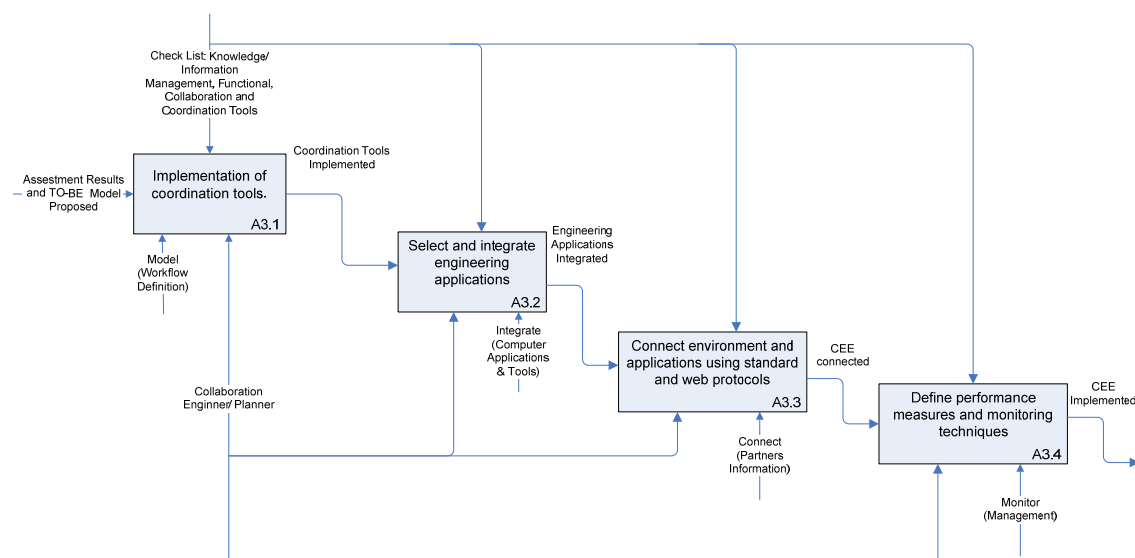 Check List: Knowledge/
Information
Management, Functional,
Collaboration and
Coordination Tools
Coordination Tools
Implemented
Assestment Results
and TO-BE Model
Proposed
Implementation of
coordination tools.
A3.1
Model
(Workflow
Definition)
Engineering
Applications
Integrated
Select and integrate
engineering
applications
A3.2
Integrate
(Computer
Applications
& Tools)
Collaboration
Enginner/ Planner
Connect environment and
applications using standard
and web protocols
A3.3
CEE
connected
Connect
(Partners
Information)
Define performance
measures and monitoring
techniques
A3.4
CEE
Implemented
Monitor
(Management)